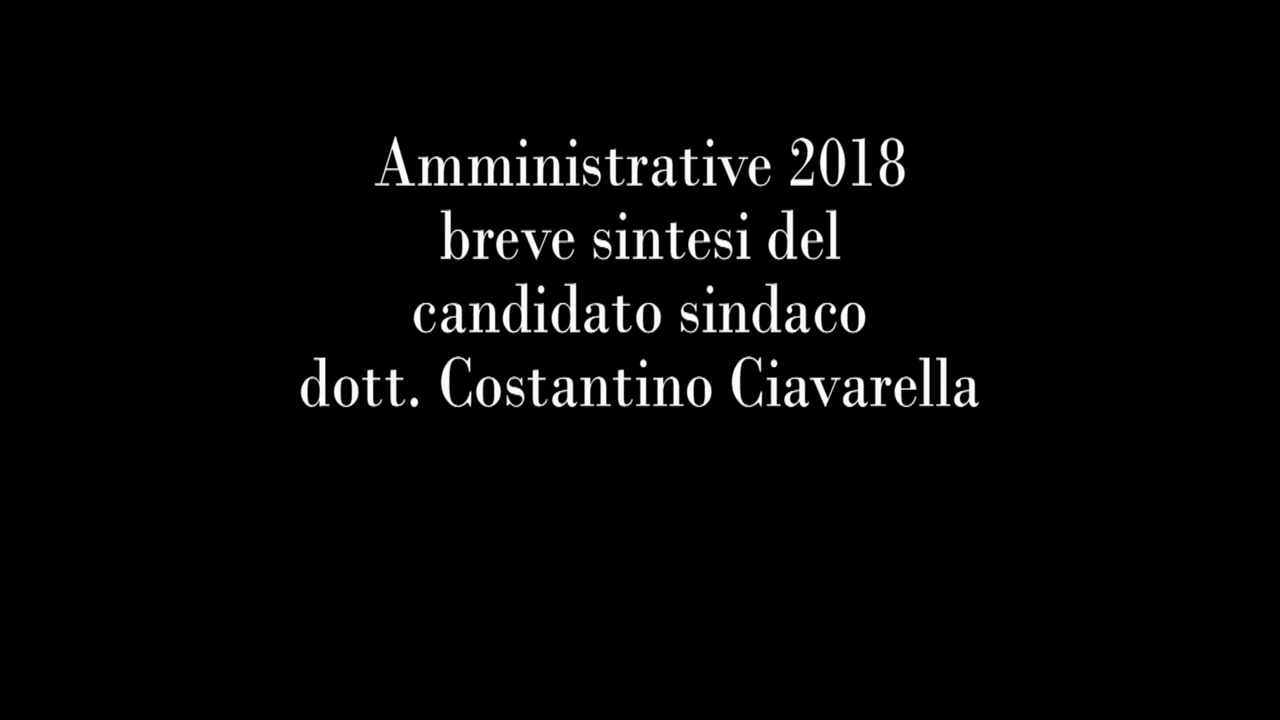 Amministrative 2018
breve sintesi del
candidato sindaco
dott. Costantino Ciavarella